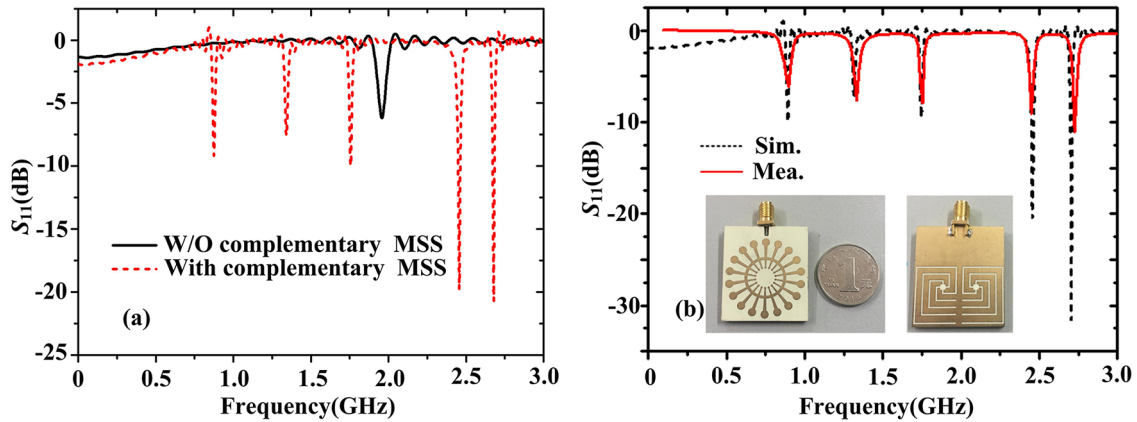 0
-5
-10
-15
-20
-25
S11(dB)
W/O complementary MSS
With complementary MSS
(a)
0 0.5 1.0 1.5 2.0 2.5 3.0
Frequency(GHz)
0
-10
-20
-30
S11(dB)
Sim.
Mea.
(b)
1
0 0.5 1.0 1.5 2.0 2.5 3.0
Frequency(GHz)